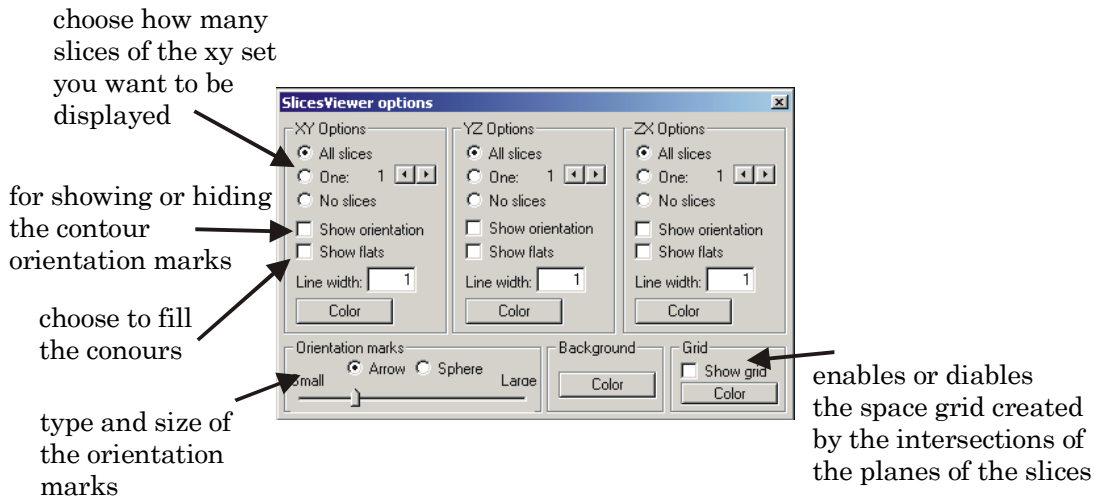 choose how many
slices of the xy set
you want to be
displayed
for showing or hiding
the contour
orientation marks
choose to fill
the conours
type and size of
the orientation
marks
SlicesViewer options
XY Options
All slices
One: 1
No slices
Show orientation
Show flats
Line width: 1
Color
YZ Options
All slices
One: 1
No slices
Show orientation
Show flats
Line width: 1
Color
ZX Options
All slices
One: 1
No slices
Show orientation
Show flats
Line width: 1
Color
Orientation marks
Arrow Sphere
Small Large
Background
Color
Grid
Show grid
Color
enables or diables
the space grid created
by the intersections of
the planes of the slices